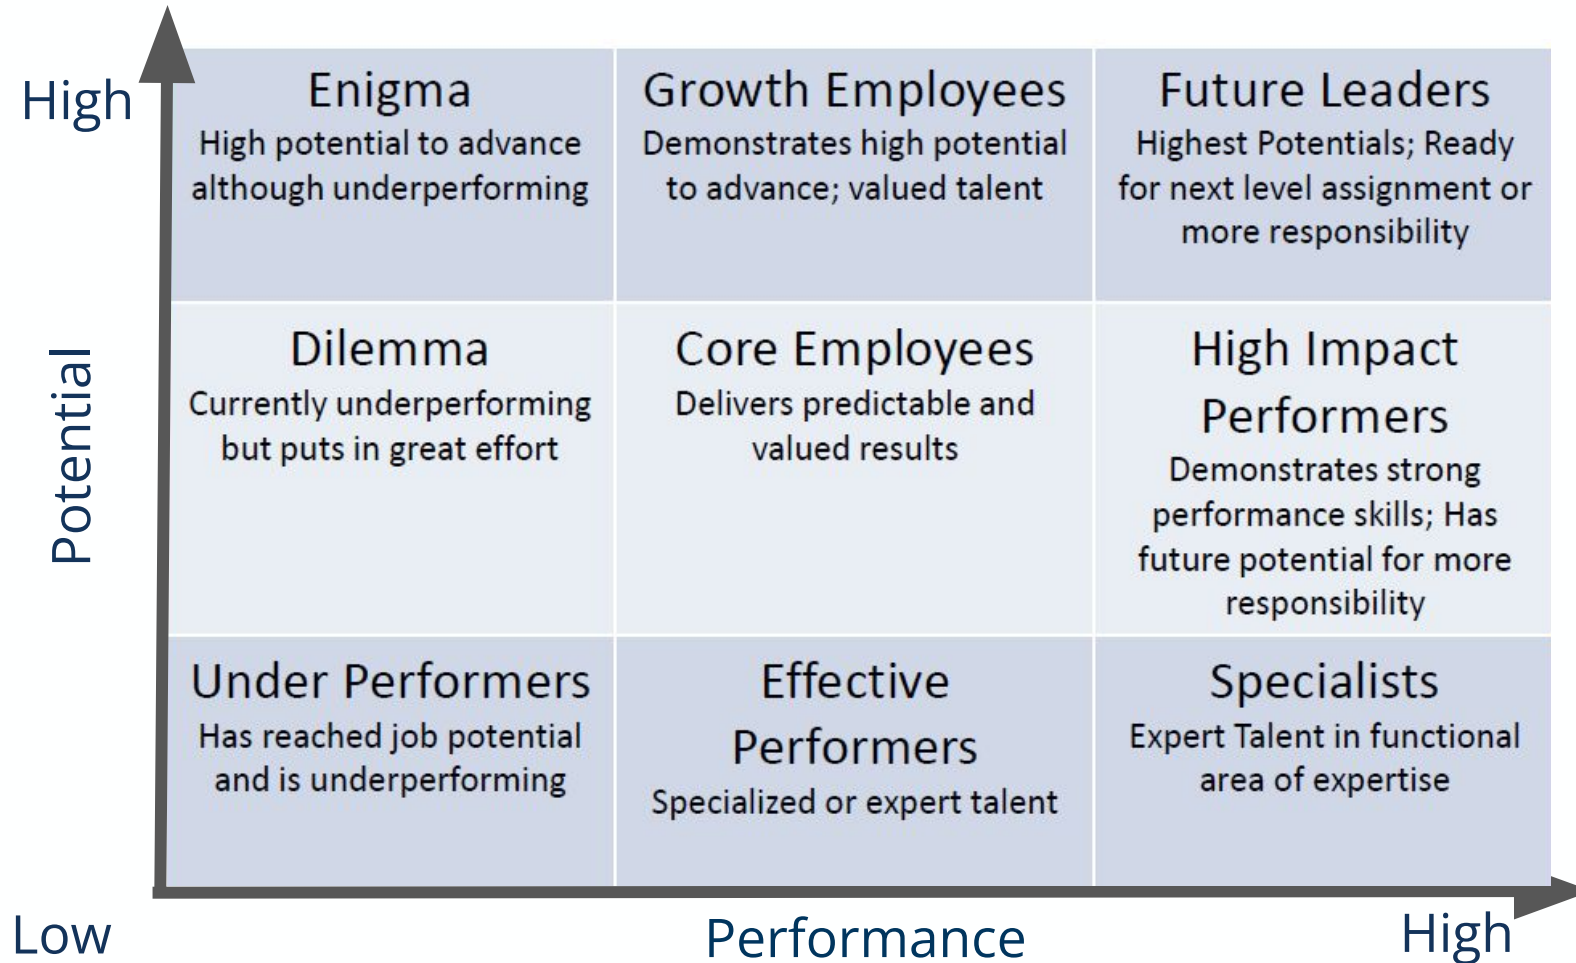 High
Potential
Enigma
High potential to advance
although underperforming
Growth Employees
Demonstrates high potential
to advance; valued talent
Future Leaders
Highest Potentials; Ready
for next level assignment or
more responsibility
Dilemma
Currently underperforming
but puts in great effort
Core Employees
Delivers predictable and
valued results
High Impact
Performers
Demonstrates strong
performance skills; Has
future potential for more
responsibility
Under Performers
Has reached job potential
and is underperforming
Effective
Performers
Specialized or expert talent
Specialists
Expert Talent in functional
area of expertise
Low
Performance
High